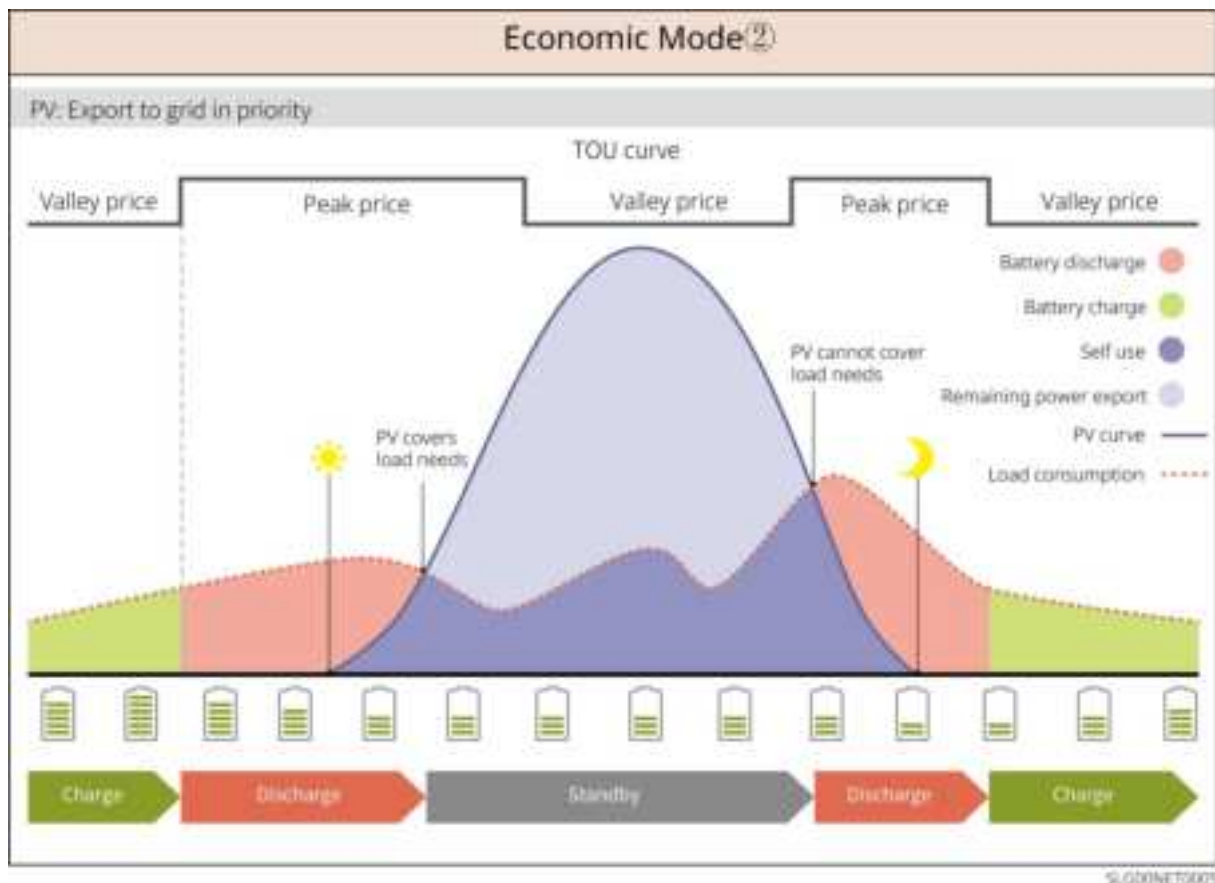 Economic Mode②
PV: Export to grid in priority
TOU curve
Valley price
Peak price
Valley price
Peak price
Valley price
Battery discharge
Battery charge
Self use
Remaining power export
PV curve
Load consumption
PV cannot cover
load needs
PV covers
load needs
Charge
Discharge
Standby
Discharge
Charge